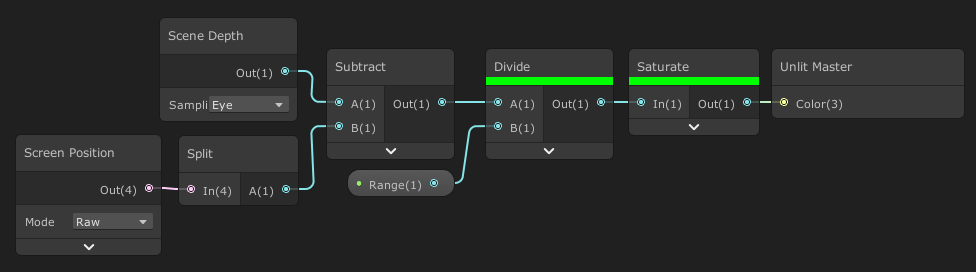 Scene Depth
Out(1)
Sampli Eye
Screen Position
Out(4)
Mode Raw
Split
In(4) A(1)
Subtract
A(1) Out(1)
B(1)
Range(1)
Divide
A(1) Out(1)
B(1)
Saturate
In(1) Out(1)
Unlit Master
Color(3)